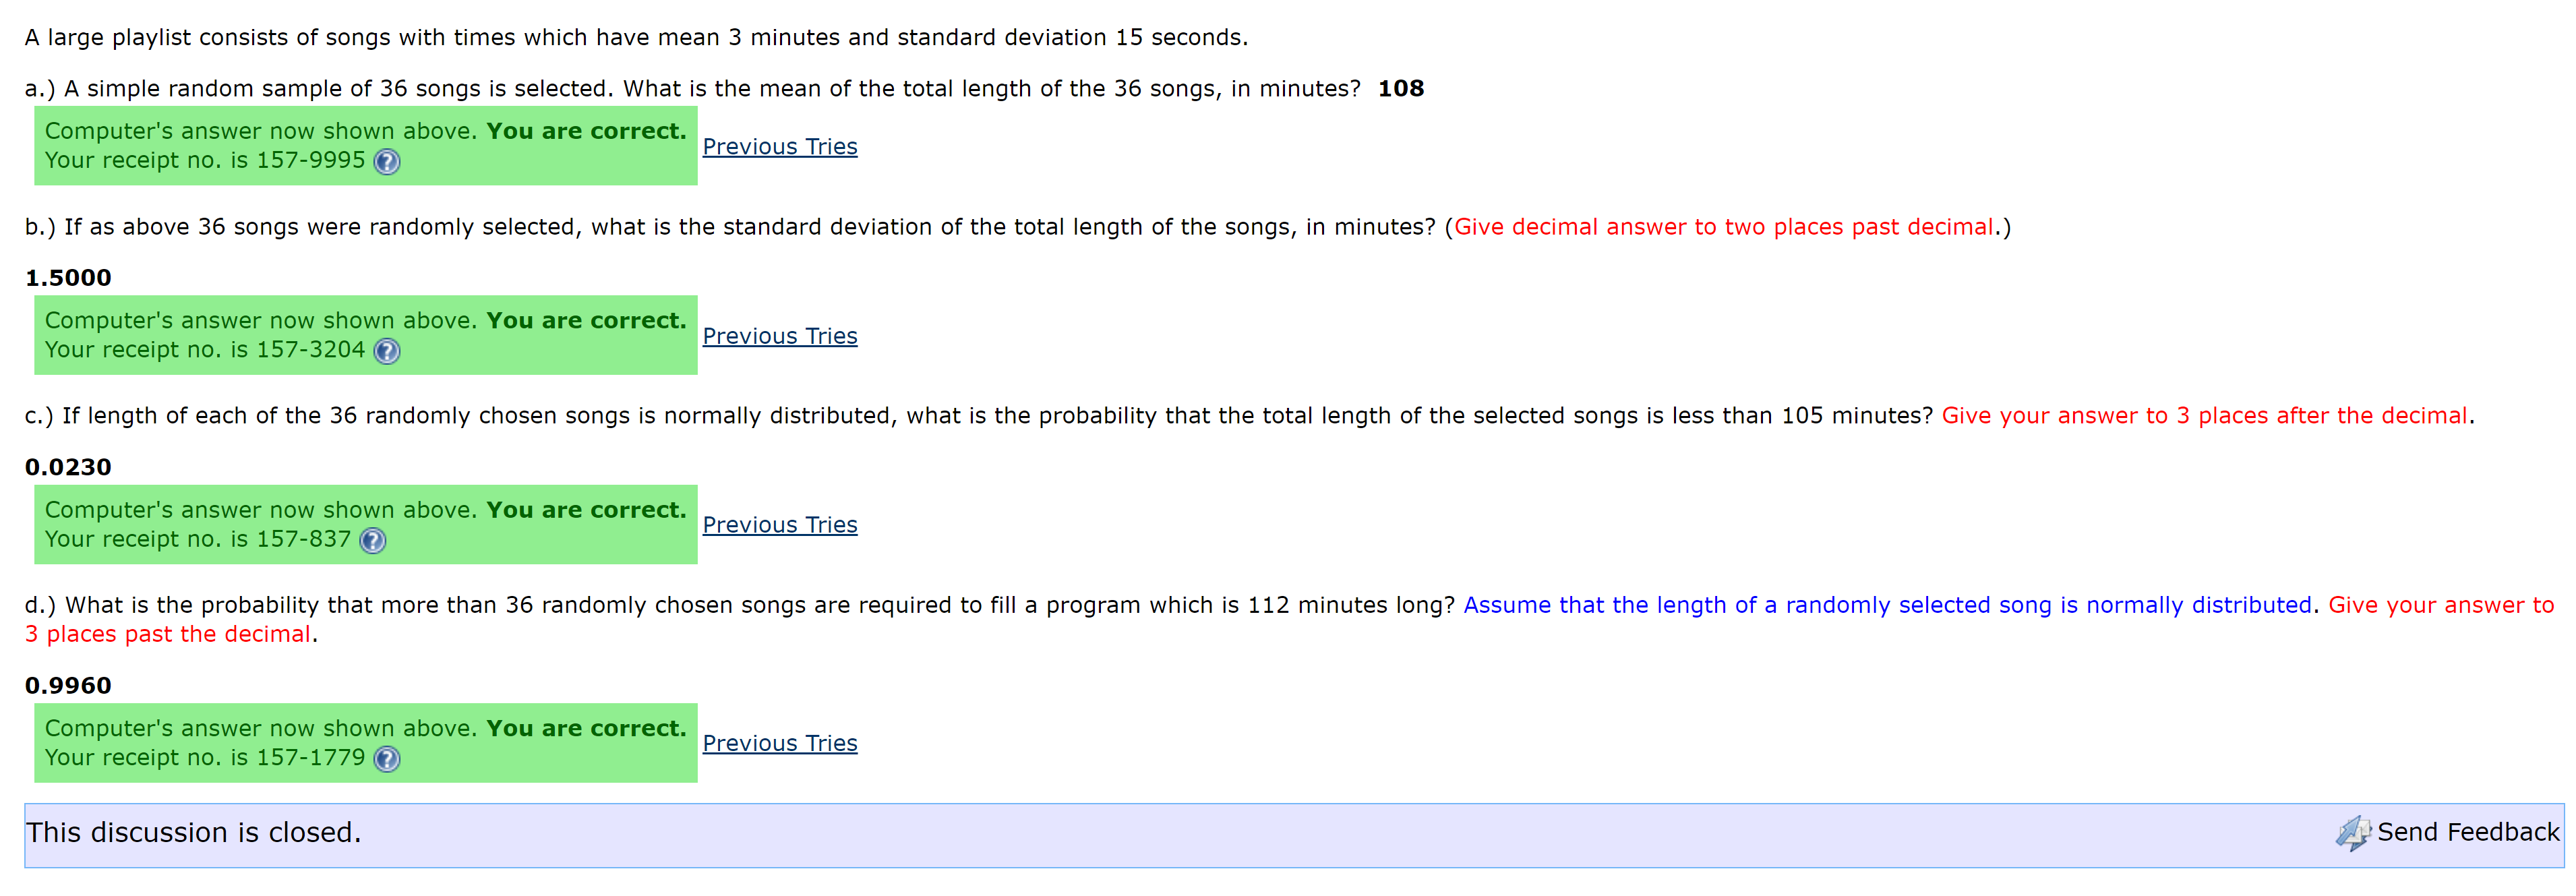 A large playlist consists of songs with times which have mean 3 minutes and standard deviation 15 seconds.
a.) A simple random sample of 36 songs is selected. What is the mean of the total length of the 36 songs, in minutes? 108
Computer's answer now shown above. You are correct.
Your receipt no. is 157-9995 ?
Previous Tries
b.) If as above 36 songs were randomly selected, what is the standard deviation of the total length of the songs, in minutes? (Give decimal answer to two places past decimal.)
1.5000
Computer's answer now shown above. You are correct.
Your receipt no. is 157-3204 ?
Previous Tries
c.) If length of each of the 36 randomly chosen songs is normally distributed, what is the probability that the total length of the selected songs is less than 105 minutes? Give your answer to 3 places after the decimal.
0.0230
Computer's answer now shown above. You are correct.
Your receipt no. is 157-837 ?
Previous Tries
d.) What is the probability that more than 36 randomly chosen songs are required to fill a program which is 112 minutes long? Assume that the length of a randomly selected song is normally distributed. Give your answer to
3 places past the decimal.
0.9960
Computer's answer now shown above. You are correct.
Your receipt no. is 157-1779 ?
Previous Tries
This discussion is closed.
Send Feedback